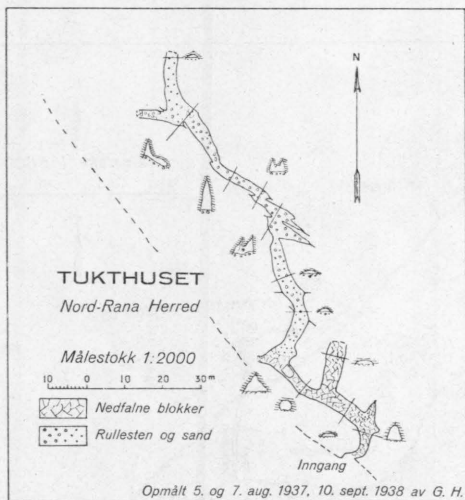 N
TUKTHUSET
Nord-Rana Herred
Målestokk 1:2000
10 0 10 20 30 m
Nedfalne blokker
Rullesten og sand
Inngang
Opmålt 5. og 7. aug. 1937, 10. sept. 1938 av G. H.